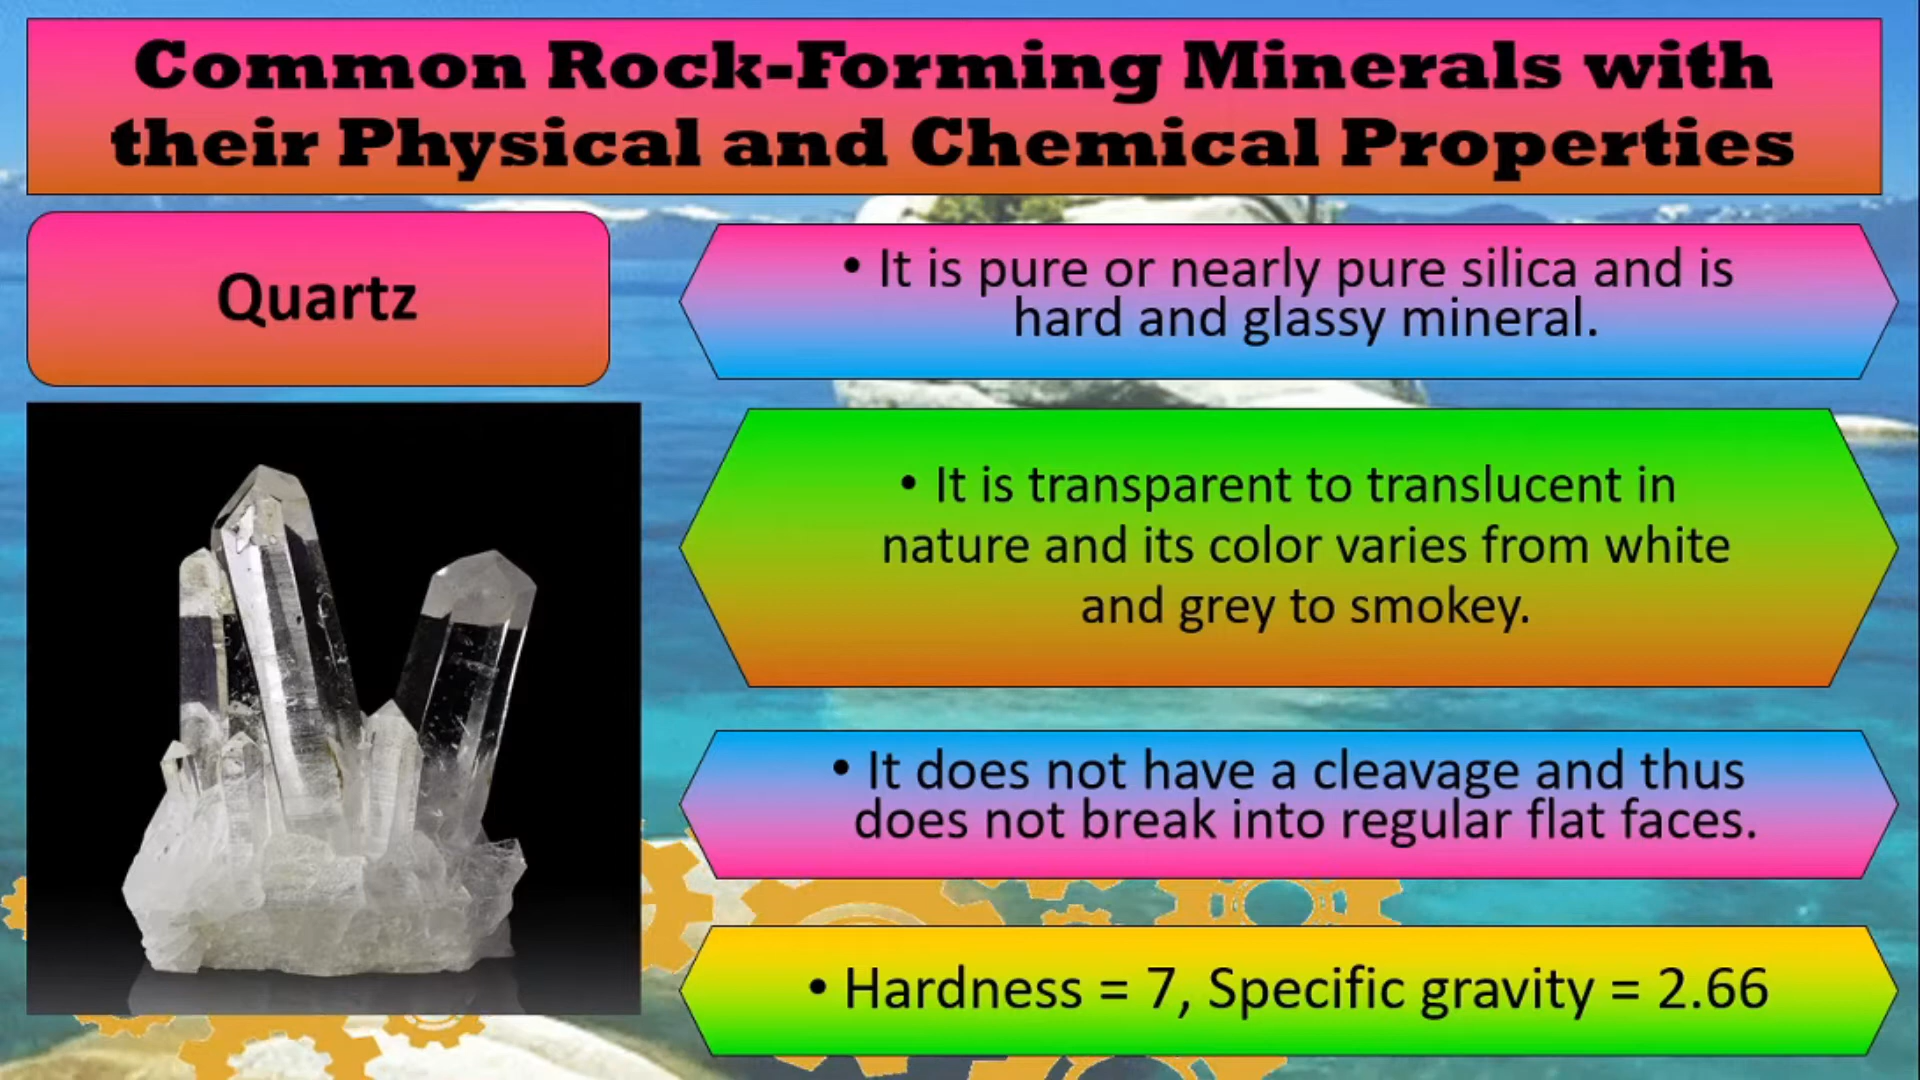 Common Rock-Forming Minerals with
their Physical and Chemical Properties
Quartz
• It is pure or nearly pure silica and is
hard and glassy mineral.
• It is transparent to translucent in
nature and its color varies from white
and grey to smokey.
• It does not have a cleavage and thus
does not break into regular flat faces.
• Hardness = 7, Specific gravity = 2.66